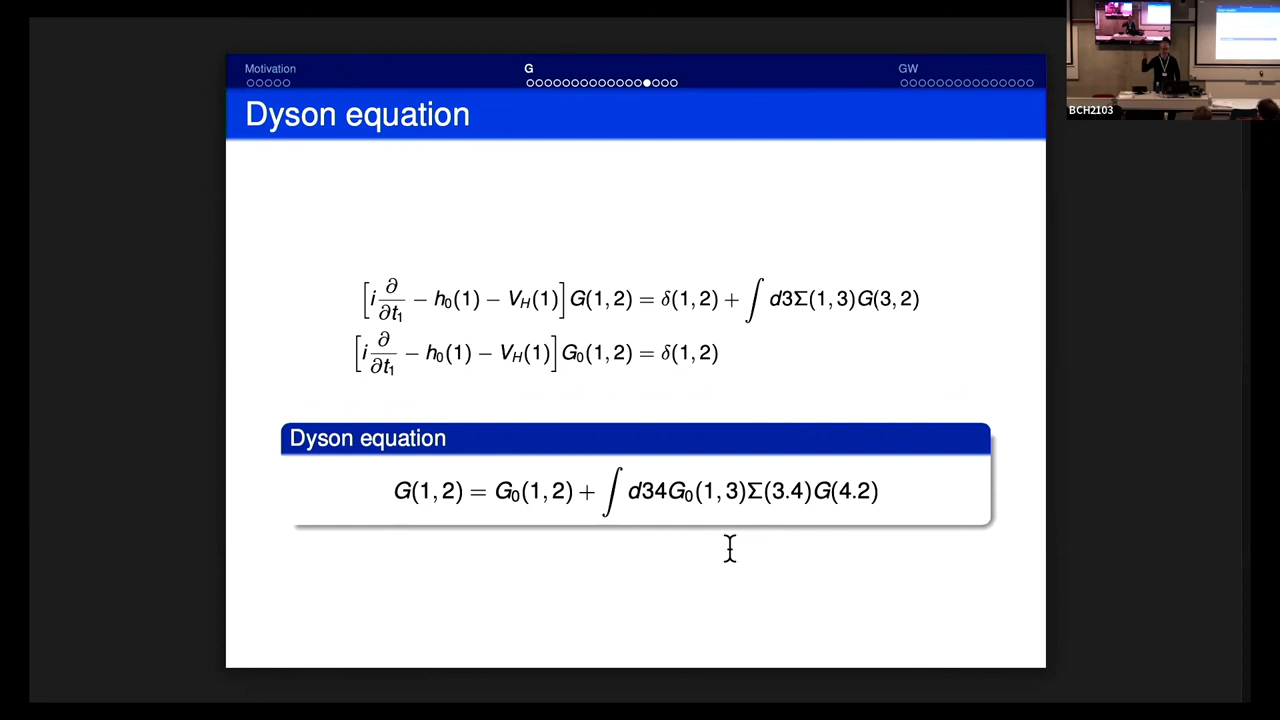 Motivation
G
GW
Dyson equation
[i ∂/∂t₁ − h₀(1) − V_H(1)] G(1, 2) = δ(1, 2) + ∫ d3Σ(1, 3)G(3, 2)
[i ∂/∂t₁ − h₀(1) − V_H(1)] G₀(1, 2) = δ(1, 2)
Dyson equation
G(1, 2) = G₀(1, 2) + ∫ d34G₀(1, 3)Σ(3.4)G(4.2)
BCH2103